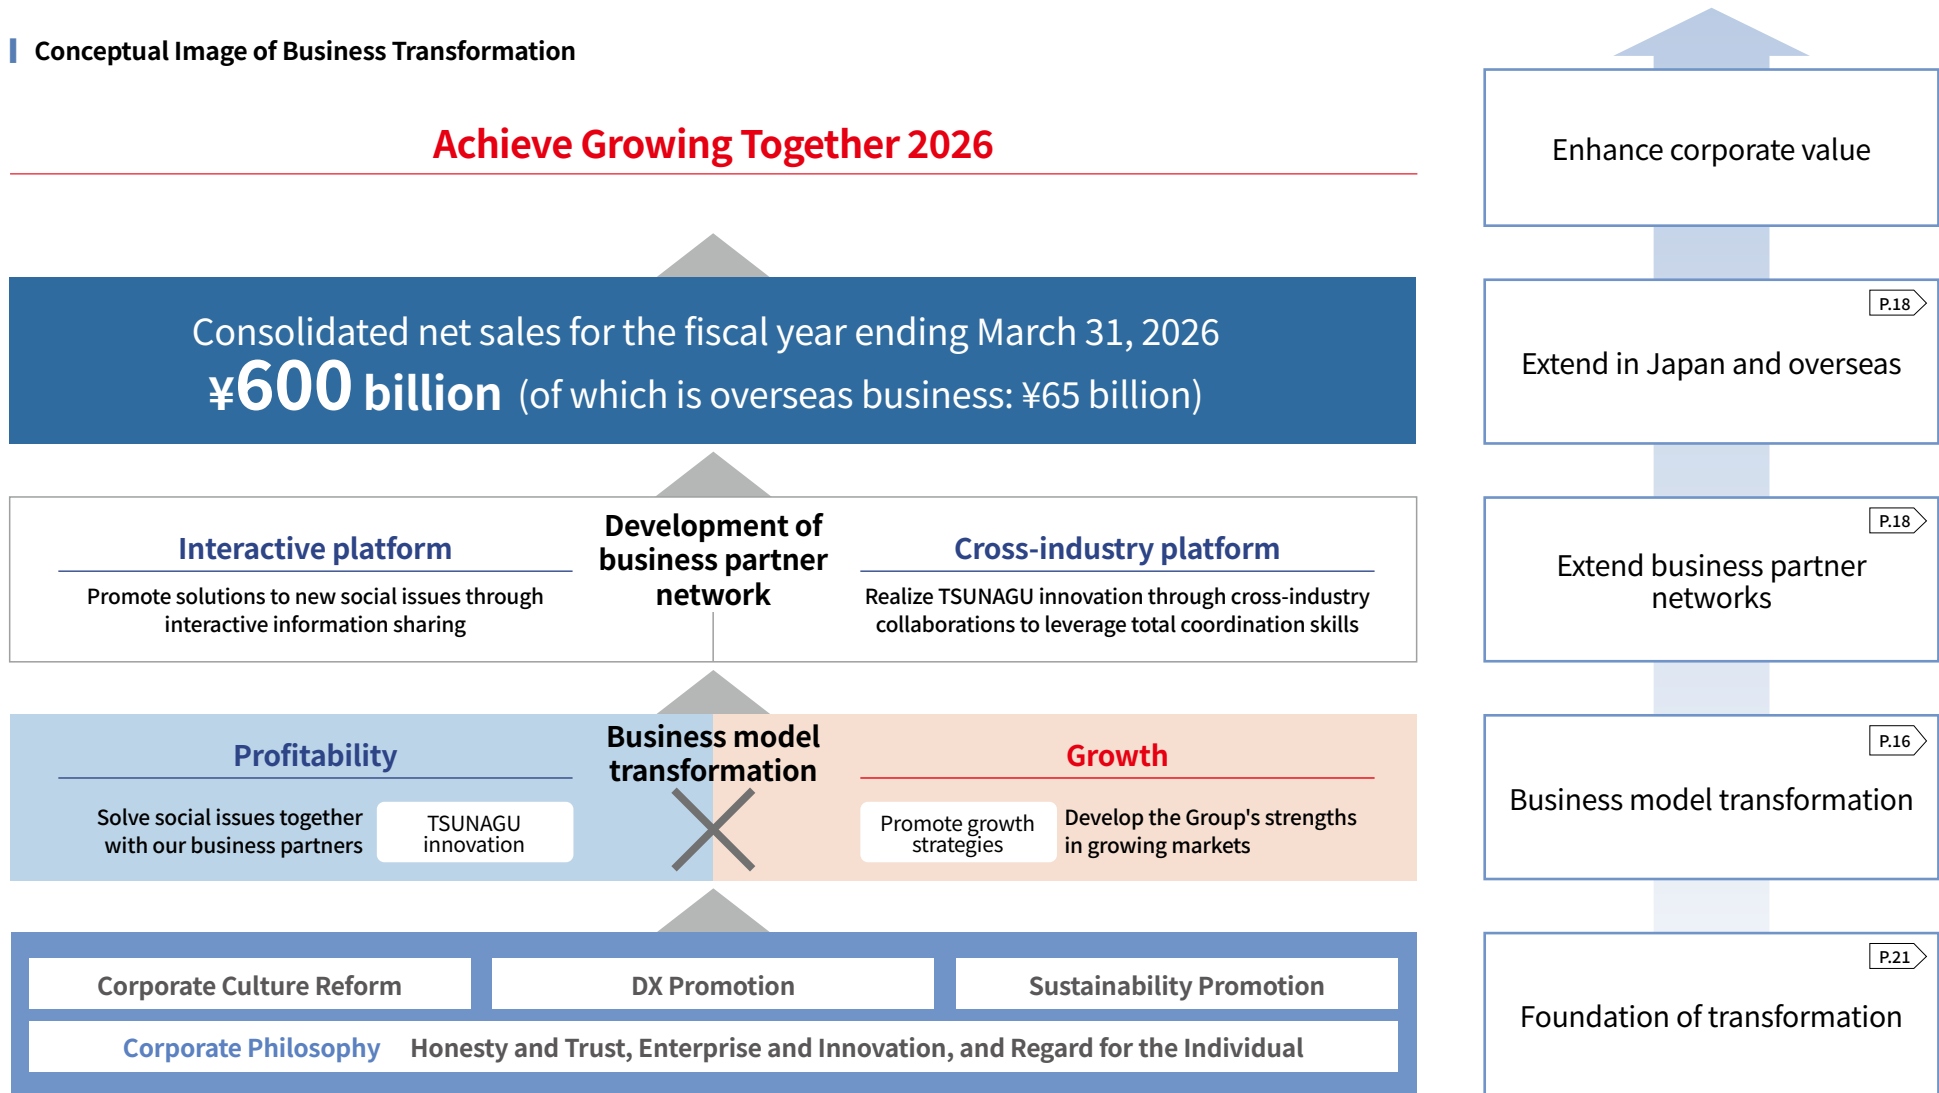 Conceptual Image of Business Transformation
Achieve Growing Together 2026
Enhance corporate value
Consolidated net sales for the fiscal year ending March 31, 2026
¥600 billion (of which is overseas business: ¥65 billion)
P.18
Extend in Japan and overseas
Development of
business partner
network
Interactive platform
Promote solutions to new social issues through
interactive information sharing
Cross-industry platform
Realize TSUNAGU innovation through cross-industry
collaborations to leverage total coordination skills
P.18
Extend business partner
networks
Business model
transformation
Profitability
Solve social issues together
with our business partners
TSUNAGU
innovation
Growth
Promote growth
strategies
Develop the Group's strengths
in growing markets
P.16
Business model transformation
Corporate Culture Reform
DX Promotion
Sustainability Promotion
Corporate Philosophy Honesty and Trust, Enterprise and Innovation, and Regard for the Individual
P.21
Foundation of transformation